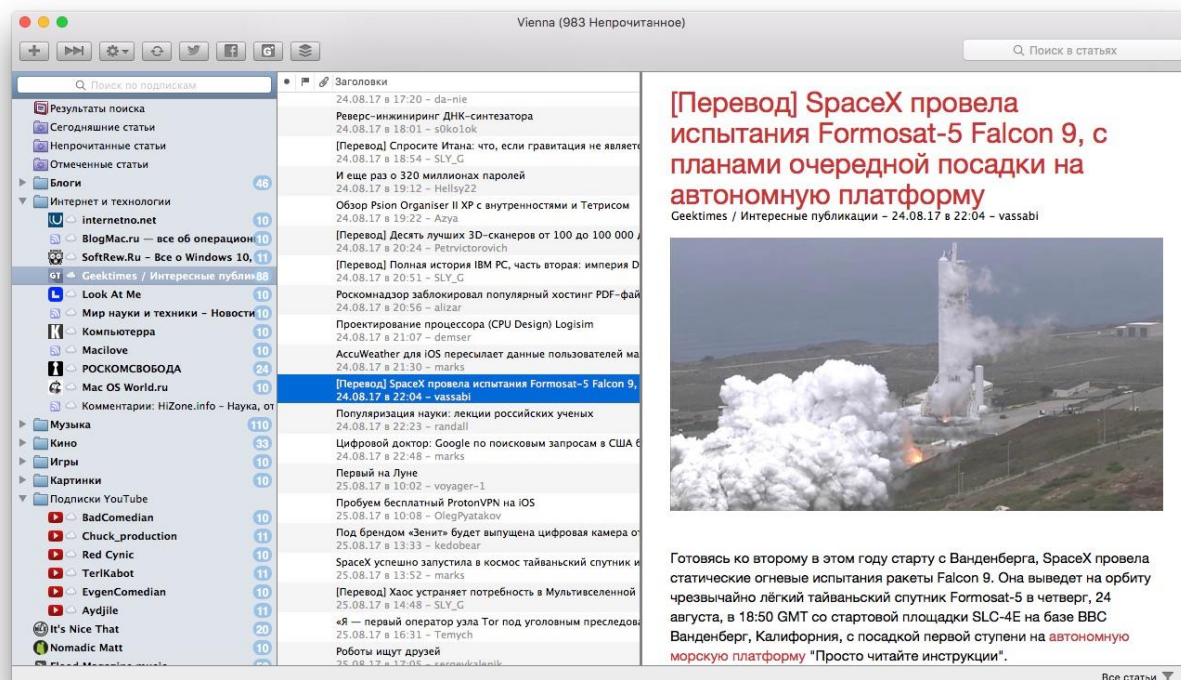 Vienna (983 Непрочитанное)
Поиск в статьях
Поиск по подпискам
Результаты поиска
Сегодняшние статьи
Непрочитанные статьи
Отмеченные статьи
Блоги 46
Интернет и технологии
internetno.net 10
BlogMac.ru — все об операцион 10
SoftRew.Ru – Все о Windows 10, 11
GT Geektimes / Интересные публи 88
Look At Me 10
Мир науки и техники – Новости 10
Компьютерра 10
Macilove 10
РОСКОМСВОБОДА 24
Mac OS World.ru 10
Комментарии: HiZone.info – Наука, от
Музыка 110
Кино 33
Игры 10
Картинки 10
Подписки YouTube
BadComedian 10
Chuck_production 11
Red Cynic 10
TerlKabot 11
EvgenComedian 10
Aydjile 11
It's Nice That 20
Nomadic Matt 10
Заголовки
24.08.17 в 17:20 – da-nie
Реверс-инжиниринг ДНК-синтезатора
24.08.17 в 18:01 – s0ko1ok
[Перевод] Спросите Итана: что, если гравитация не являетс
24.08.17 в 18:54 – SLY_G
И еще раз о 320 миллионах паролей
24.08.17 в 19:12 – Hellsy22
Обзор Psion Organiser II XP с внутренностями и Тетрисом
24.08.17 в 19:22 – Azya
[Перевод] Десять лучших 3D-сканеров от 100 до 100 000
24.08.17 в 20:24 – Petrvictorovich
[Перевод] Полная история IBM PC, часть вторая: империя D
24.08.17 в 20:51 – SLY_G
Роскомнадзор заблокировал популярный хостинг PDF-фай
24.08.17 в 20:56 – alizar
Проектирование процессора (CPU Design) Logisim
24.08.17 в 21:07 – demser
AccuWeather для iOS пересылает данные пользователей ма
24.08.17 в 21:30 – marks
[Перевод] SpaceX провела испытания Formosat-5 Falcon 9,
24.08.17 в 22:04 – vassabi
Популяризация науки: лекции российских ученых
24.08.17 в 22:23 – randall
Цифровой доктор: Google по поисковым запросам в США б
24.08.17 в 22:48 – marks
Первый на Луне
25.08.17 в 10:02 – voyager-1
Пробуем бесплатный ProtonVPN на iOS
25.08.17 в 10:08 – OlegPyatakov
Под брендом «Зенит» будет выпущена цифровая камера от
25.08.17 в 13:33 – kedobear
SpaceX успешно запустила в космос тайваньский спутник и
25.08.17 в 13:52 – marks
[Перевод] Хаос устраняет потребность в Мультивселенной
25.08.17 в 14:48 – SLY_G
«Я — первый оператор узла Tor под уголовным преследова
25.08.17 в 16:31 – Temych
Роботы ищут друзей
25.08.17 в 17:05 – sergeykalenik
[Перевод] SpaceX провела
испытания Formosat-5 Falcon 9, с
планами очередной посадки на
автономную платформу
Geektimes / Интересные публикации – 24.08.17 в 22:04 – vassabi
Готовясь ко второму в этом году старту с Ванденберга, SpaceX провела
статические огневые испытания ракеты Falcon 9. Она выведет на орбиту
чрезвычайно лёгкий тайваньский спутник Formosat-5 в четверг, 24
августа, в 18:50 GMT со стартовой площадки SLC-4E на базе ВВС
Ванденберг, Калифорния, с посадкой первой ступени на автономную
морскую платформу "Просто читайте инструкции".
Все статьи